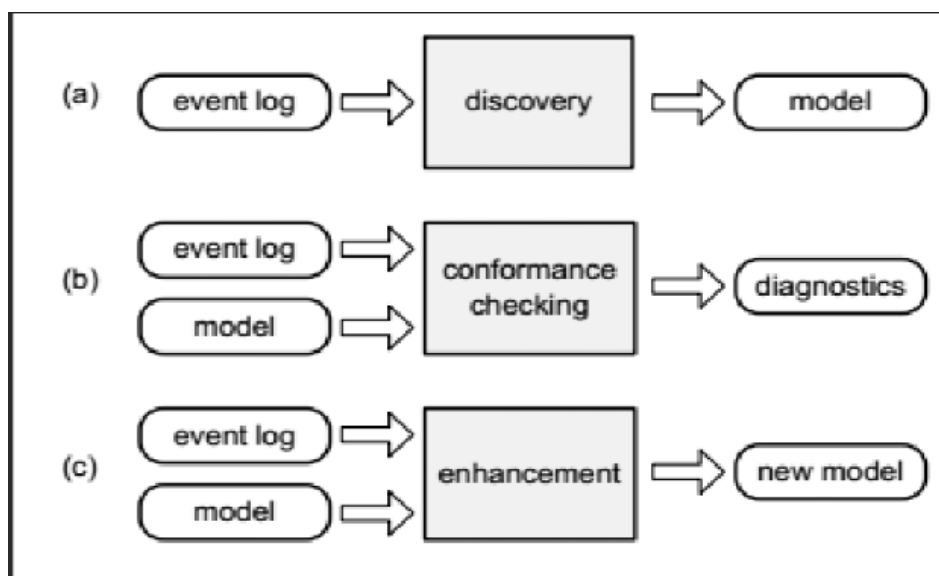 (a)
event log
discovery
model
(b)
event log
model
conformance
checking
diagnostics
(c)
event log
model
enhancement
new model